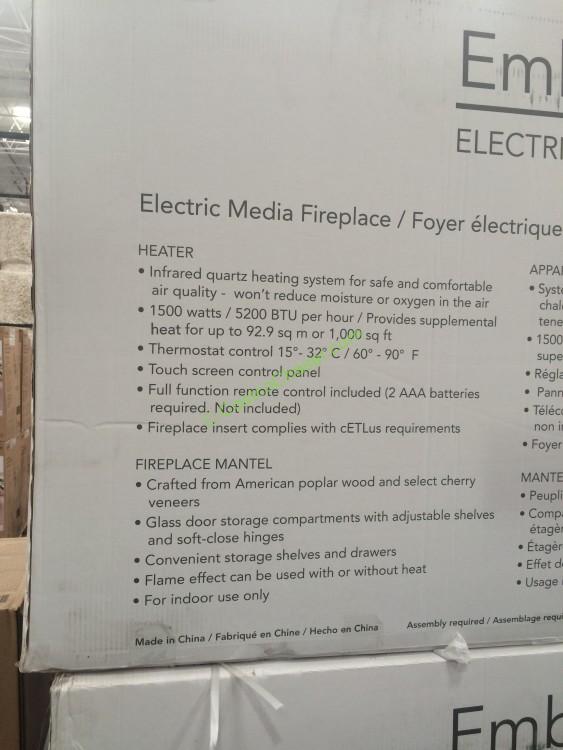 Em
ELECTRI
Electric Media Fireplace / Foyer électrique
HEATER
• Infrared quartz heating system for safe and comfortable
air quality - won't reduce moisture or oxygen in the air
• 1500 watts / 5200 BTU per hour / Provides supplemental
heat for up to 92.9 sq m or 1,000 sq ft
• Thermostat control 15°- 32° C / 60° - 90° F
• Touch screen control panel
• Full function remote control included (2 AAA batteries
required. Not included)
• Fireplace insert complies with cETLus requirements
FIREPLACE MANTEL
• Crafted from American poplar wood and select cherry
veneers
• Glass door storage compartments with adjustable shelves
and soft-close hinges
• Convenient storage shelves and drawers
• Flame effect can be used with or without heat
• For indoor use only
Made in China / Fabriqué en Chine / Hecho en China
Assembly required / Assemblage requi
APPA
• Syst
chal
tene
• 1500
supe
• Régla
• Pann
• Téléc
non i
• Foyer
MANTE
• Peupli
• Compa
étagèr
• Étagèr
• Effet d
• Usage
Emb